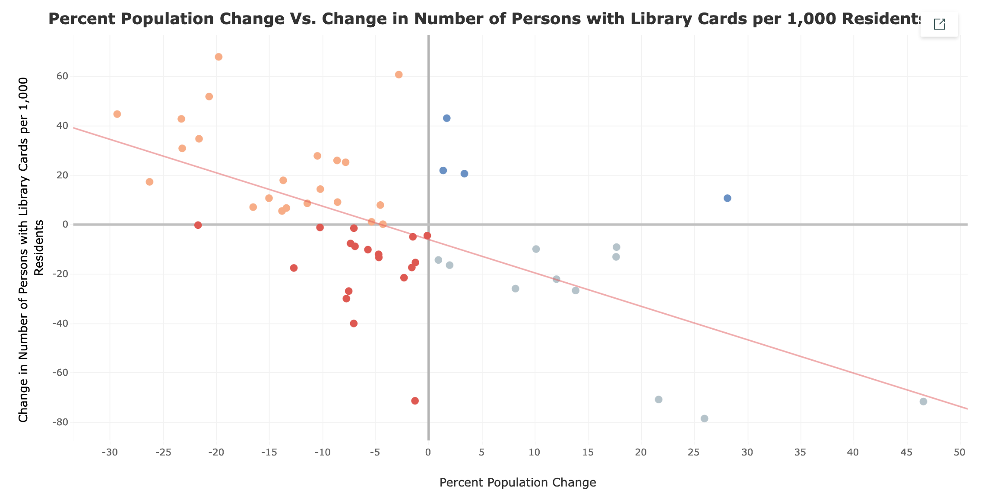 Percent Population Change Vs. Change in Number of Persons with Library Cards per 1,000 Residents
Change in Number of Persons with Library Cards per 1,000
Residents
60
40
20
0
-20
-40
-60
-80
-30 -25 -20 -15 -10 -5 0 5 10 15 20 25 30 35 40 45 50
Percent Population Change